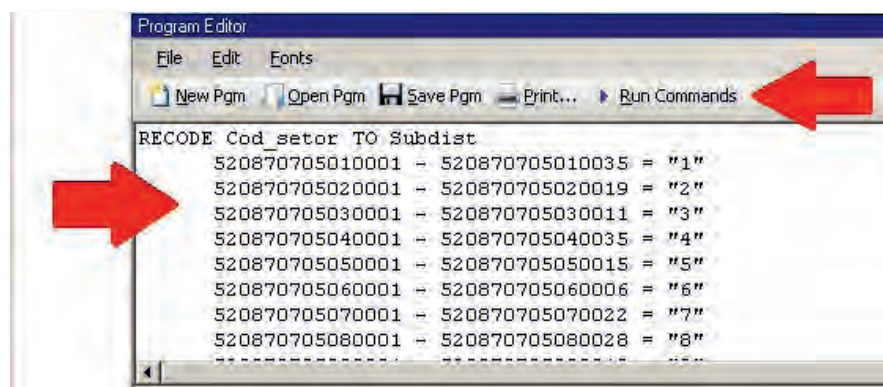 Program Editor
File Edit Fonts
New Pgm Open Pgm Save Pgm Print... Run Commands
RECODE Cod_setor TO Subdist
520870705010001 - 520870705010035 = "1"
520870705020001 - 520870705020019 = "2"
520870705030001 - 520870705030011 = "3"
520870705040001 - 520870705040035 = "4"
520870705050001 - 520870705050015 = "5"
520870705060001 - 520870705060006 = "6"
520870705070001 - 520870705070022 = "7"
520870705080001 - 520870705080028 = "8"